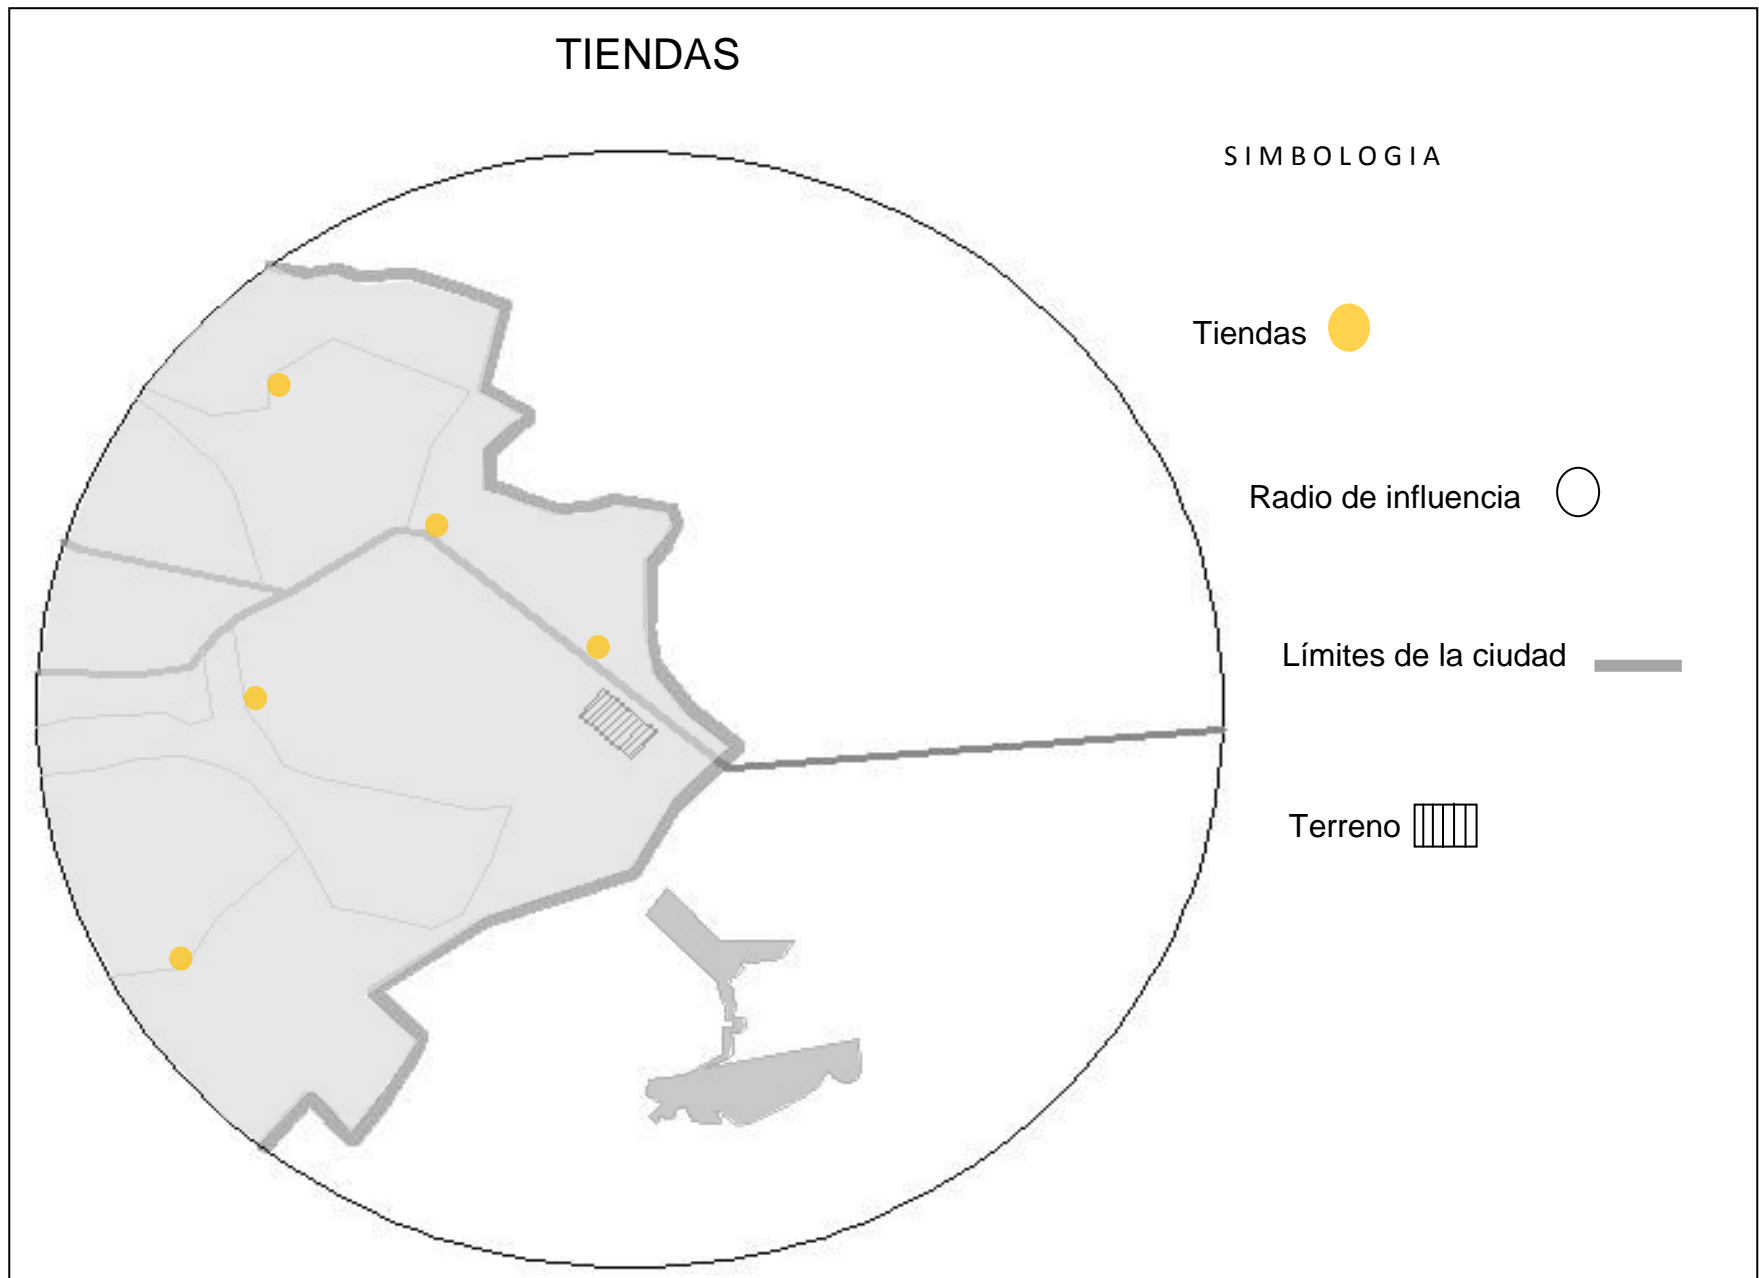 TIENDAS
SIMBOLOGIA
Tiendas
Radio de influencia
Límites de la ciudad
Terreno